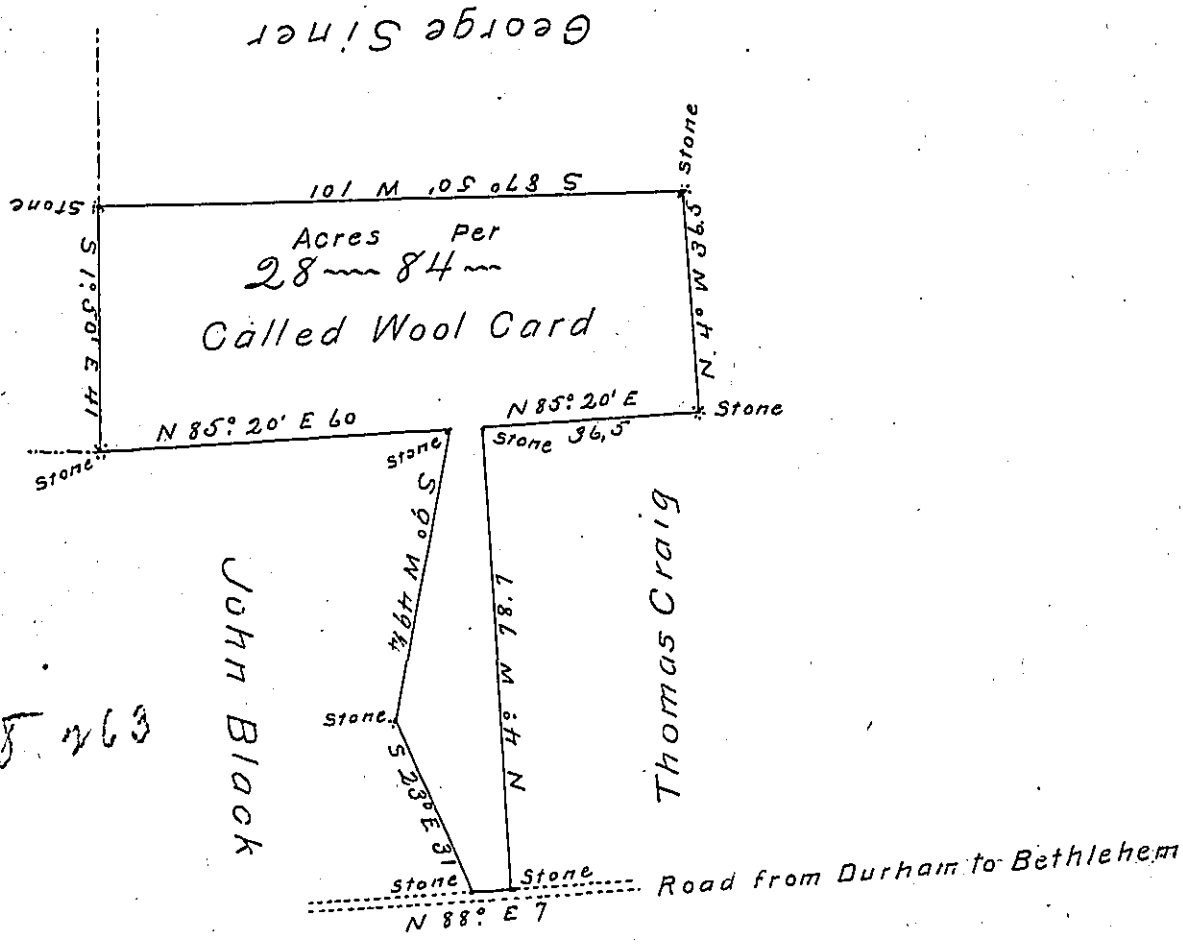 George Siner
Stone
S 87° 50' W 101
Stone
Acres Per
28 84
Called Wool Card
S 1° 50' E 41
N 4° W 36,5
N 85° 20' E 60
N 85° 20' E
36,5
Stone
Stone
Stone
Stone
S 9° W 49¼
N 4° W 78.7
John Black
Thomas Craig
Stone
S 23° E 31
Stone
Stone
Road from Durham to Bethlehem
N 88° E 7